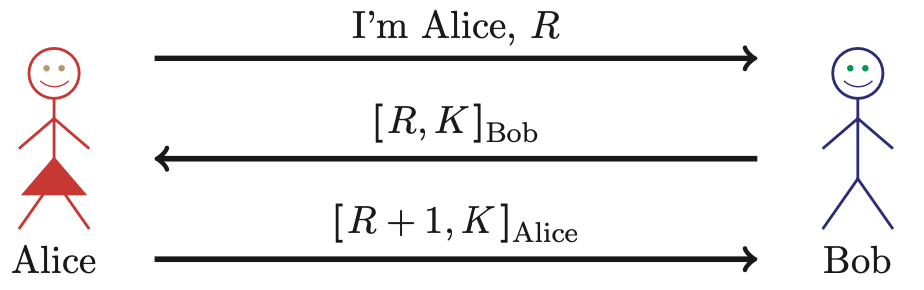 I'm Alice, R
[R, K]Bob
[R + 1, K]Alice
Alice
Bob